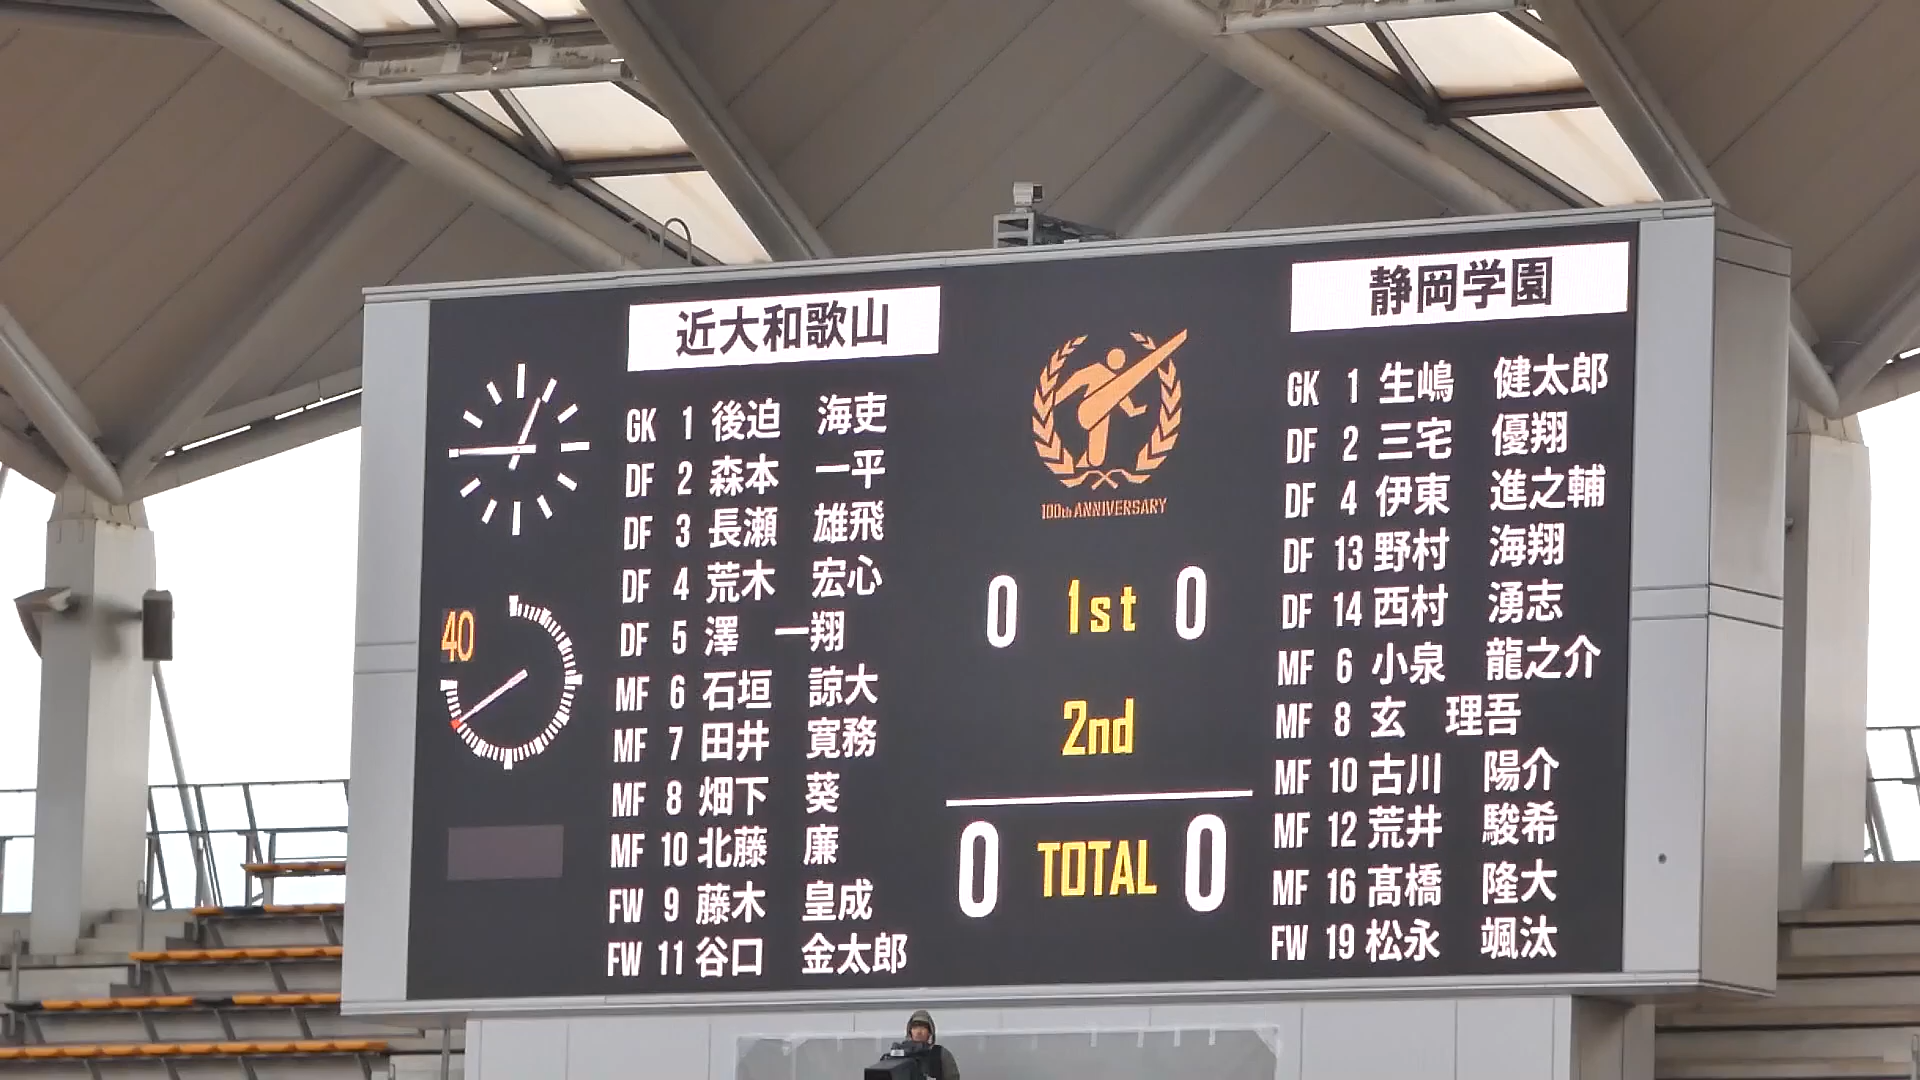 近大和歌山
GK 1 後迫 海吏
DF 2 森本 一平
DF 3 長瀬 雄飛
DF 4 荒木 宏心
DF 5 澤 一翔
MF 6 石垣 諒大
MF 7 田井 寛務
MF 8 畑下 葵
MF 10 北藤 廉
FW 9 藤木 皇成
FW 11 谷口 金太郎
40
100th ANNIVERSARY
0 1st 0
2nd
0 TOTAL 0
静岡学園
GK 1 生嶋 健太郎
DF 2 三宅 優翔
DF 4 伊東 進之輔
DF 13 野村 海翔
DF 14 西村 湧志
MF 6 小泉 龍之介
MF 8 玄 理吾
MF 10 古川 陽介
MF 12 荒井 駿希
MF 16 髙橋 隆大
FW 19 松永 颯汰